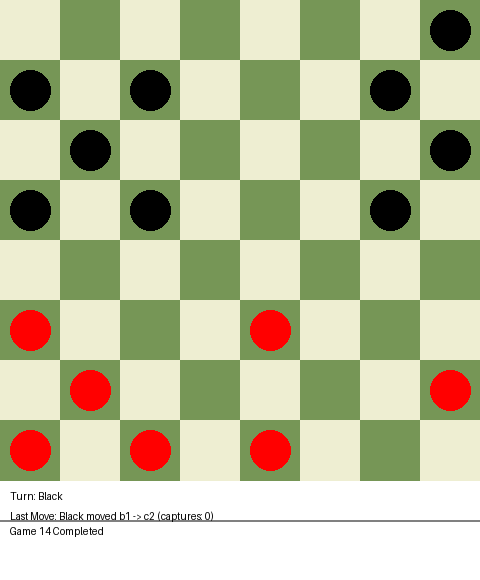 Turn: Black
Last Move: Black moved b1 -> c2 (captures: 0)
Game 14 Completed